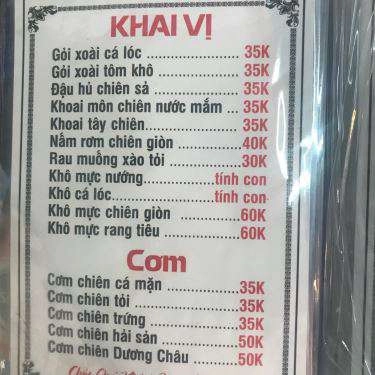 KHAI VỊ
Gỏi xoài cá lóc ........................ 35K
Gỏi xoài tôm khô ..................... 35K
Đậu hủ chiên sả ...................... 35K
Khoai môn chiên nước mắm .. 35K
Khoai tây chiên....................... 35K
Nấm rơm chiên giòn ............... 40K
Rau muống xào tỏi ................. 30K
Khô mực nướng................tính con
Khô cá lóc.........................tính con
Khô mực chiên giòn ...............60K
Khô mực rang tiêu ..................60K
CƠM
Cơm chiên cá mặn ..................35K
Cơm chiên tỏi .........................35K
Cơm chiên trứng ....................35K
Cơm chiên hải sản ..................50K
Cơm chiên Dương Châu ..........50K